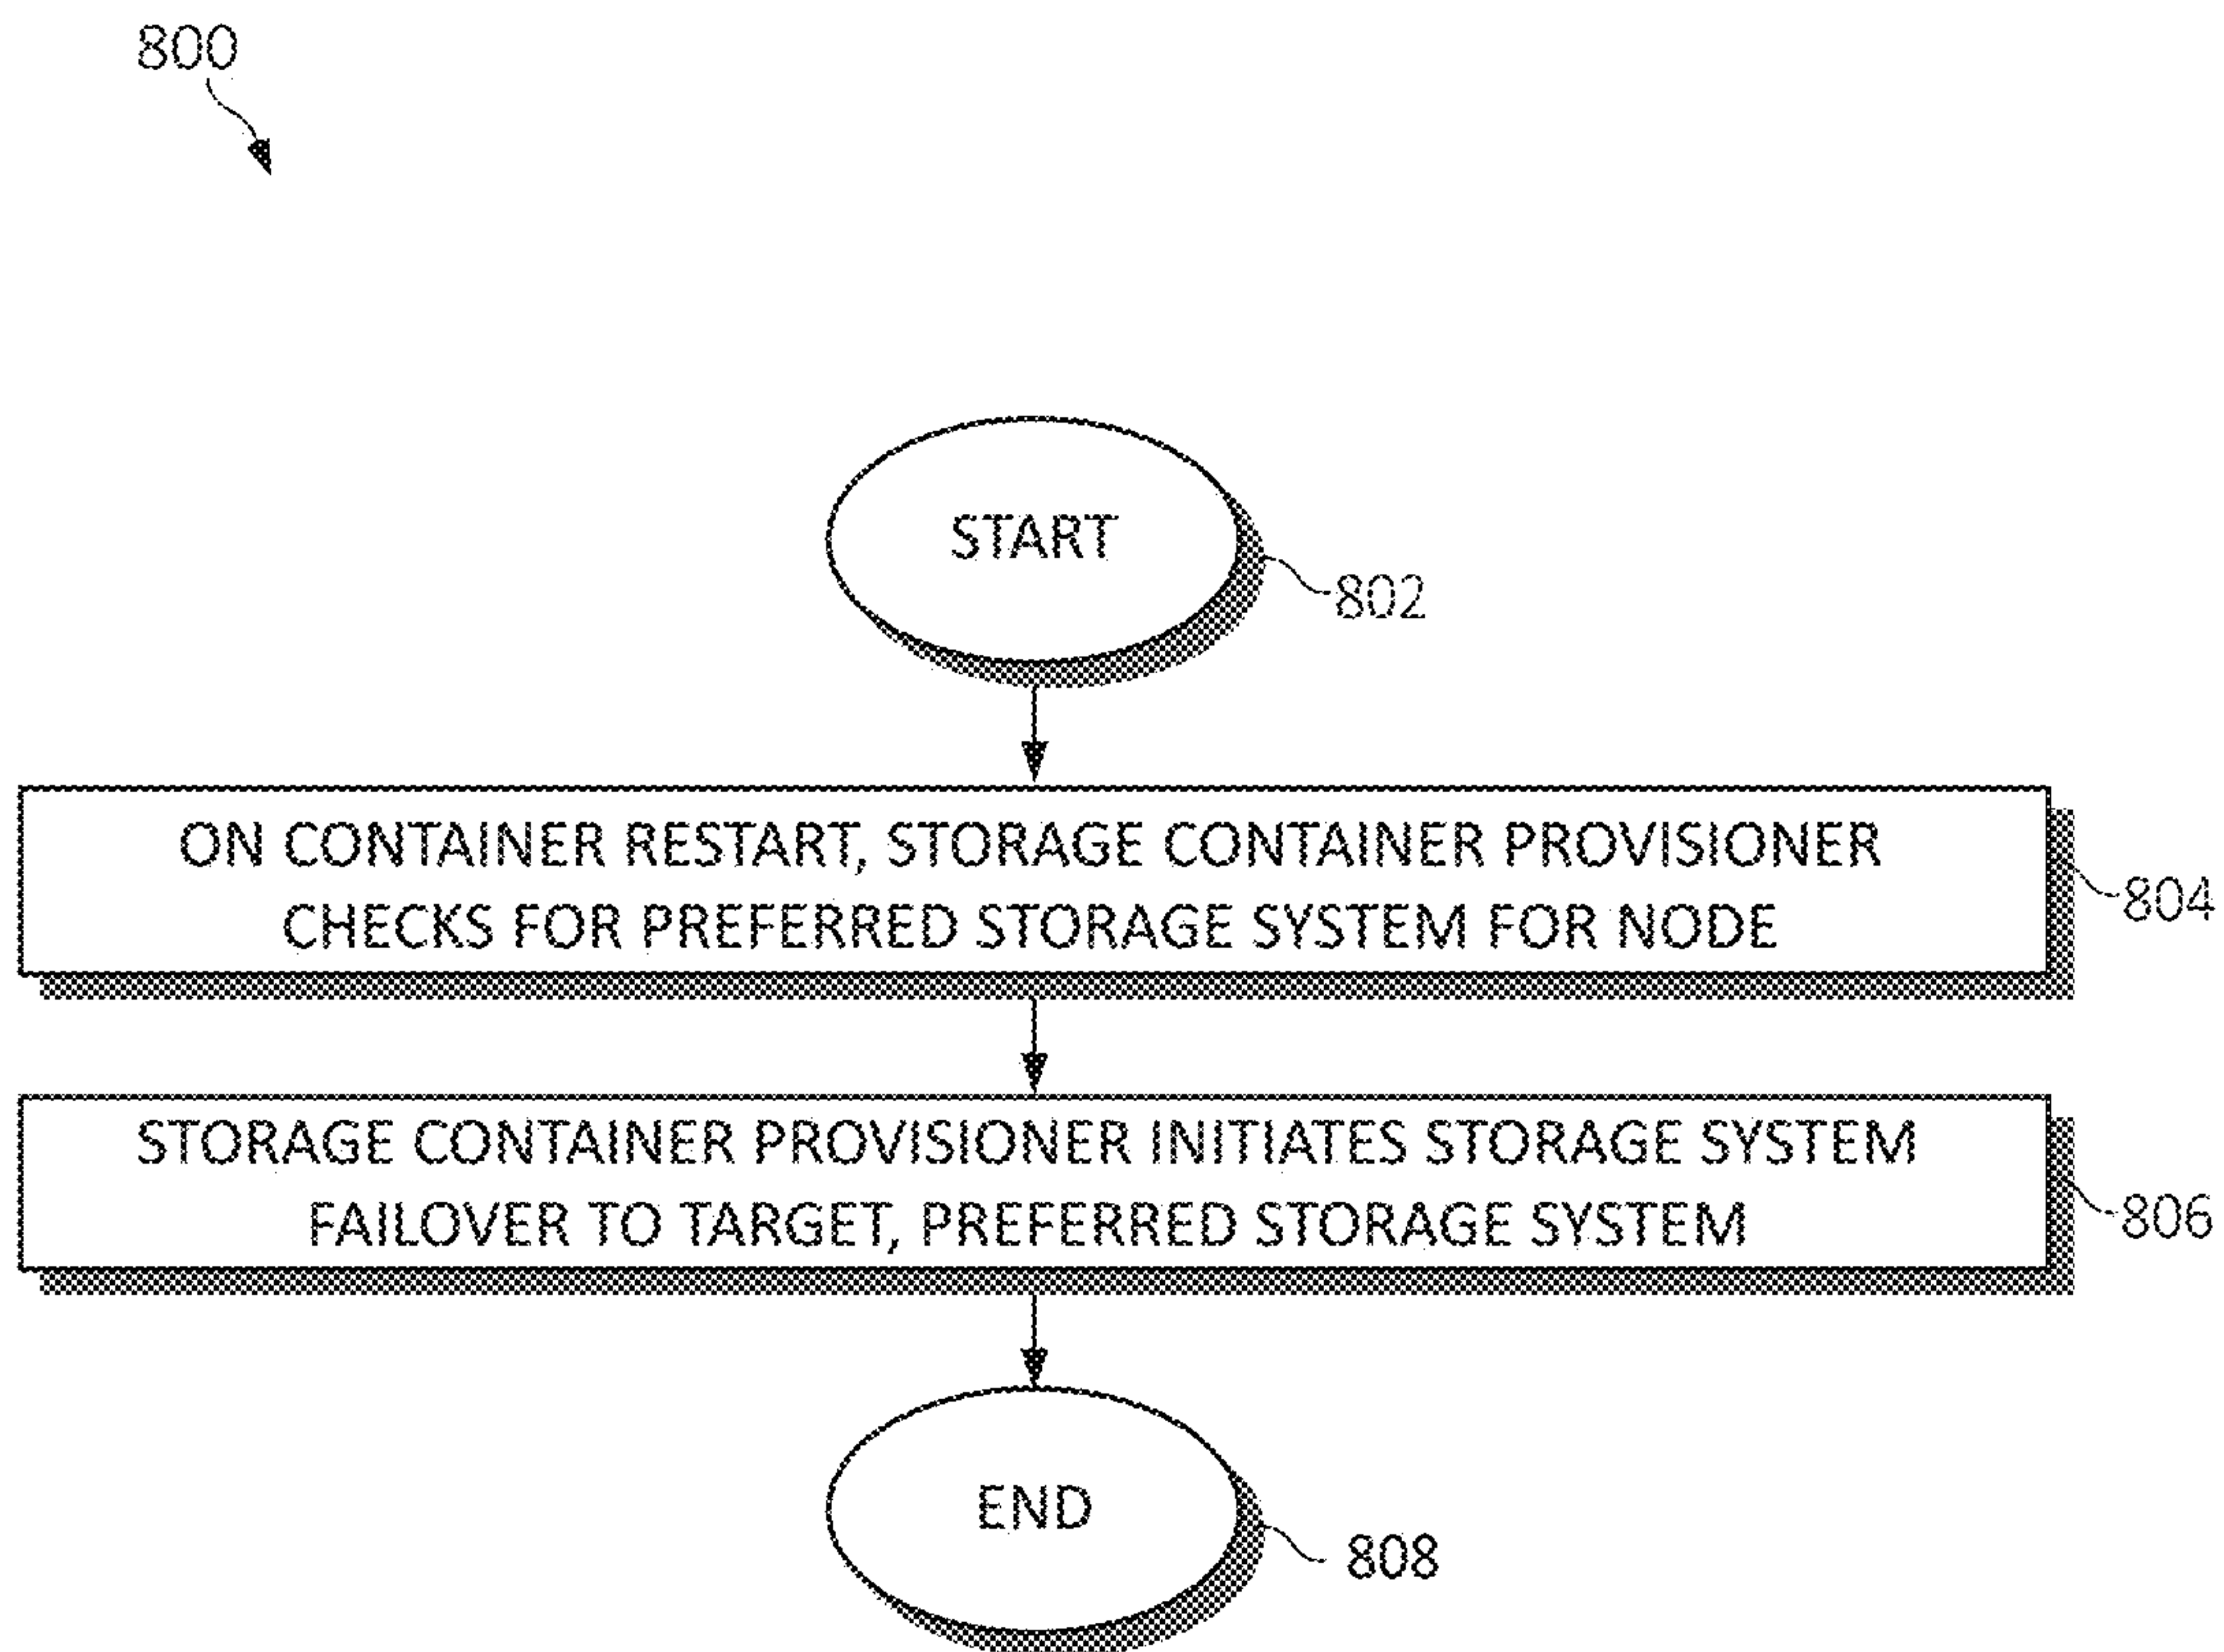 800
START
802
ON CONTAINER RESTART, STORAGE CONTAINER PROVISIONER
CHECKS FOR PREFERRED STORAGE SYSTEM FOR NODE
804
STORAGE CONTAINER PROVISIONER INITIATES STORAGE SYSTEM
FAILOVER TO TARGET, PREFERRED STORAGE SYSTEM
806
END
808